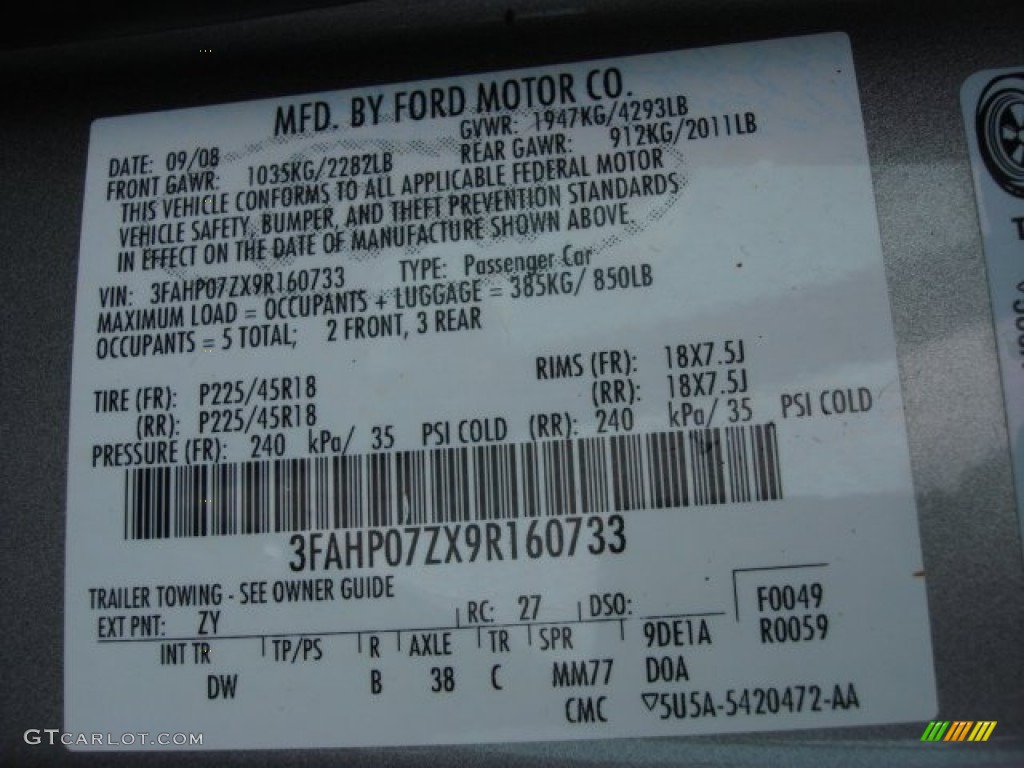 MFD. BY FORD MOTOR CO.
DATE: 09/08 GVWR: 1947KG/4293LB
FRONT GAWR: 1035KG/2282LB REAR GAWR: 912KG/2011LB
THIS VEHICLE CONFORMS TO ALL APPLICABLE FEDERAL MOTOR
VEHICLE SAFETY, BUMPER, AND THEFT PREVENTION STANDARDS
IN EFFECT ON THE DATE OF MANUFACTURE SHOWN ABOVE.
VIN: 3FAHP07ZX9R160733 TYPE: Passenger Car
MAXIMUM LOAD = OCCUPANTS + LUGGAGE = 385KG/ 850LB
OCCUPANTS = 5 TOTAL; 2 FRONT, 3 REAR
TIRE (FR): P225/45R18 RIMS (FR): 18X7.5J
(RR): P225/45R18 (RR): 18X7.5J
PRESSURE (FR): 240 kPa/ 35 PSI COLD (RR): 240 kPa/ 35 PSI COLD
3FAHP07ZX9R160733
TRAILER TOWING - SEE OWNER GUIDE
EXT PNT: ZY RC: 27 DSO: F0049
INT TR TP/PS R AXLE TR SPR 9DE1A R0059
DW B 38 C MM77 D0A
CMC ▽5U5A-5420472-AA
GTCARLOT.COM